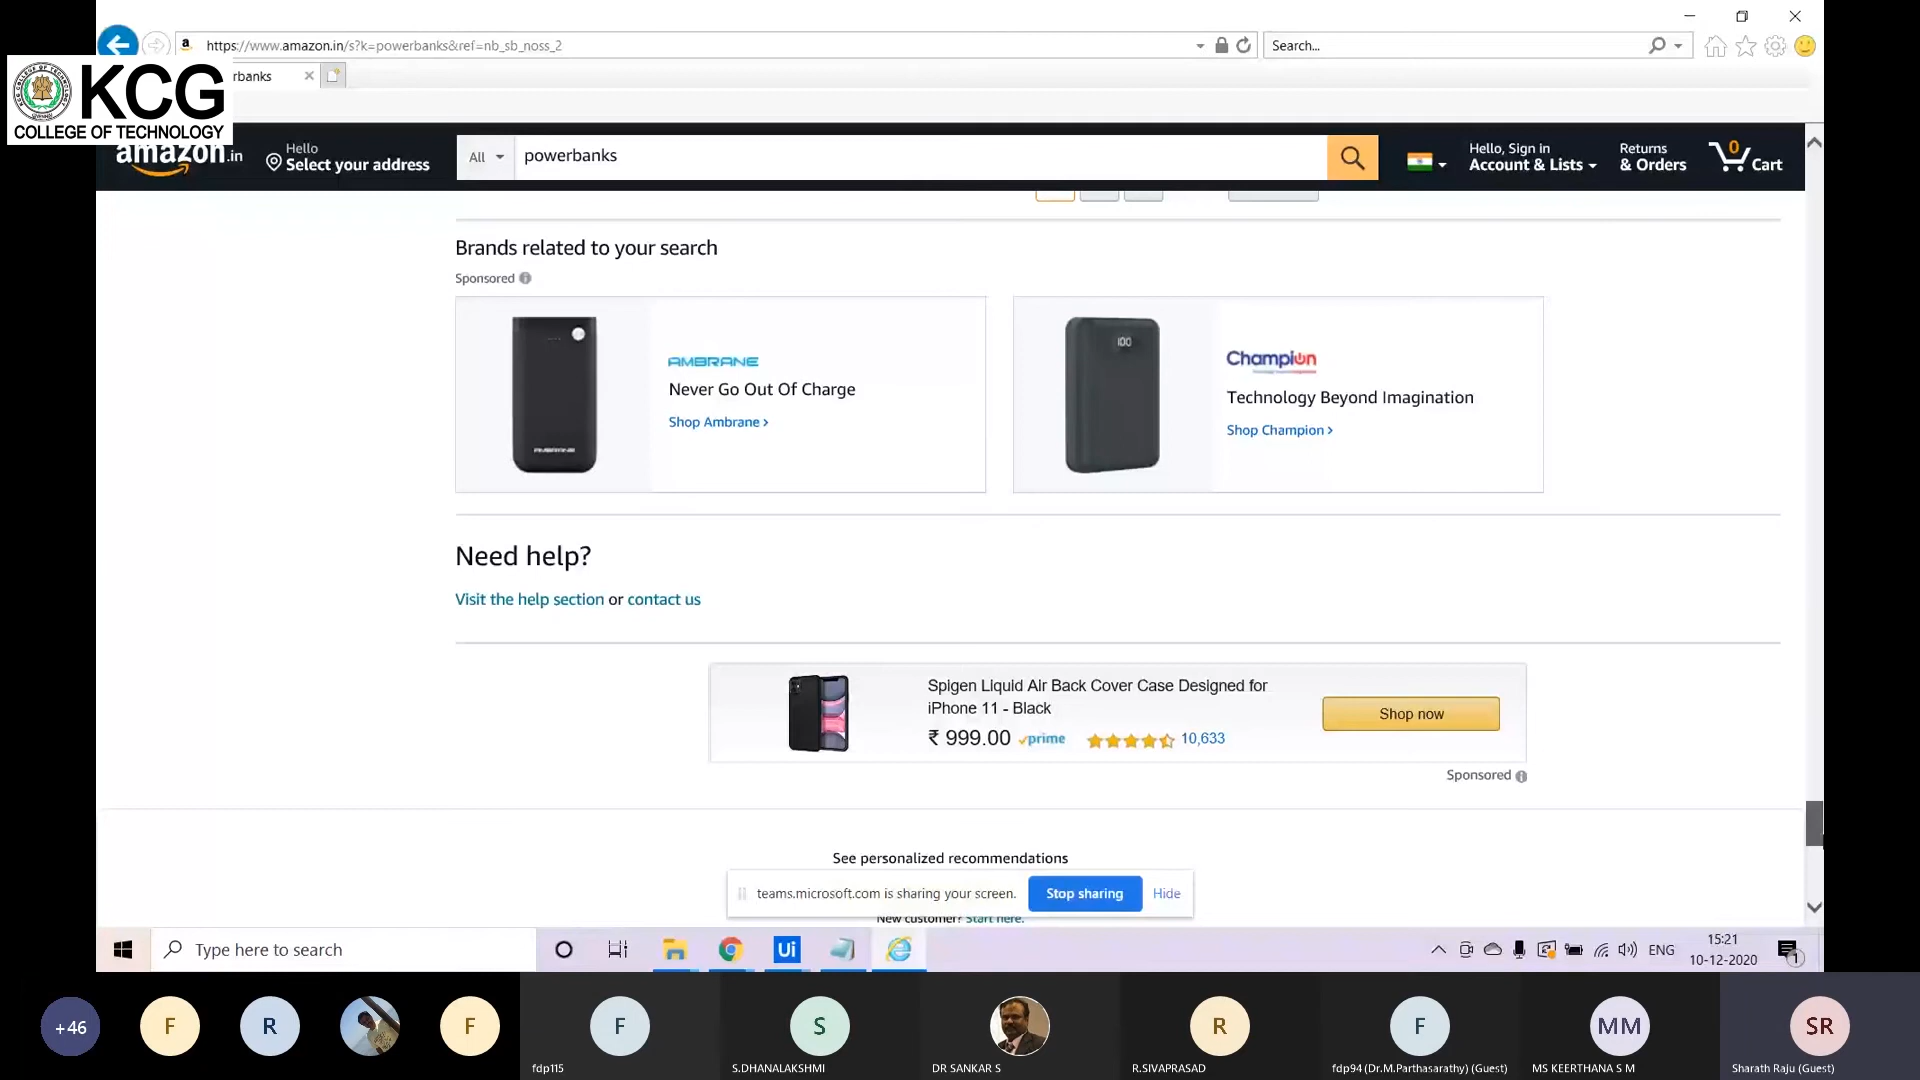 https://www.amazon.in/s?k=powerbanks&ref=nb_sb_noss_2
Search...
rbanks
KCG
COLLEGE OF TECHNOLOGY
amazon.in
Hello
Select your address
All
powerbanks
Hello, Sign in
Account & Lists
Returns
& Orders
0
Cart
Brands related to your search
Sponsored
AMBRANE
Never Go Out Of Charge
Shop Ambrane ›
100
Champion
Technology Beyond Imagination
Shop Champion ›
Need help?
Visit the help section or contact us
Spigen Liquid Air Back Cover Case Designed for
iPhone 11 - Black
₹ 999.00 prime 10,633
Shop now
Sponsored
See personalized recommendations
teams.microsoft.com is sharing your screen.
Stop sharing
Hide
New customer? Start here.
Type here to search
Ui
ENG
15:21
10-12-2020
1
+46
F
R
F
F
fdp115
S
S.DHANALAKSHMI
DR SANKAR S
R
R.SIVAPRASAD
F
fdp94 (Dr.M.Parthasarathy) (Guest)
MM
MS KEERTHANA S M
SR
Sharath Raju (Guest)